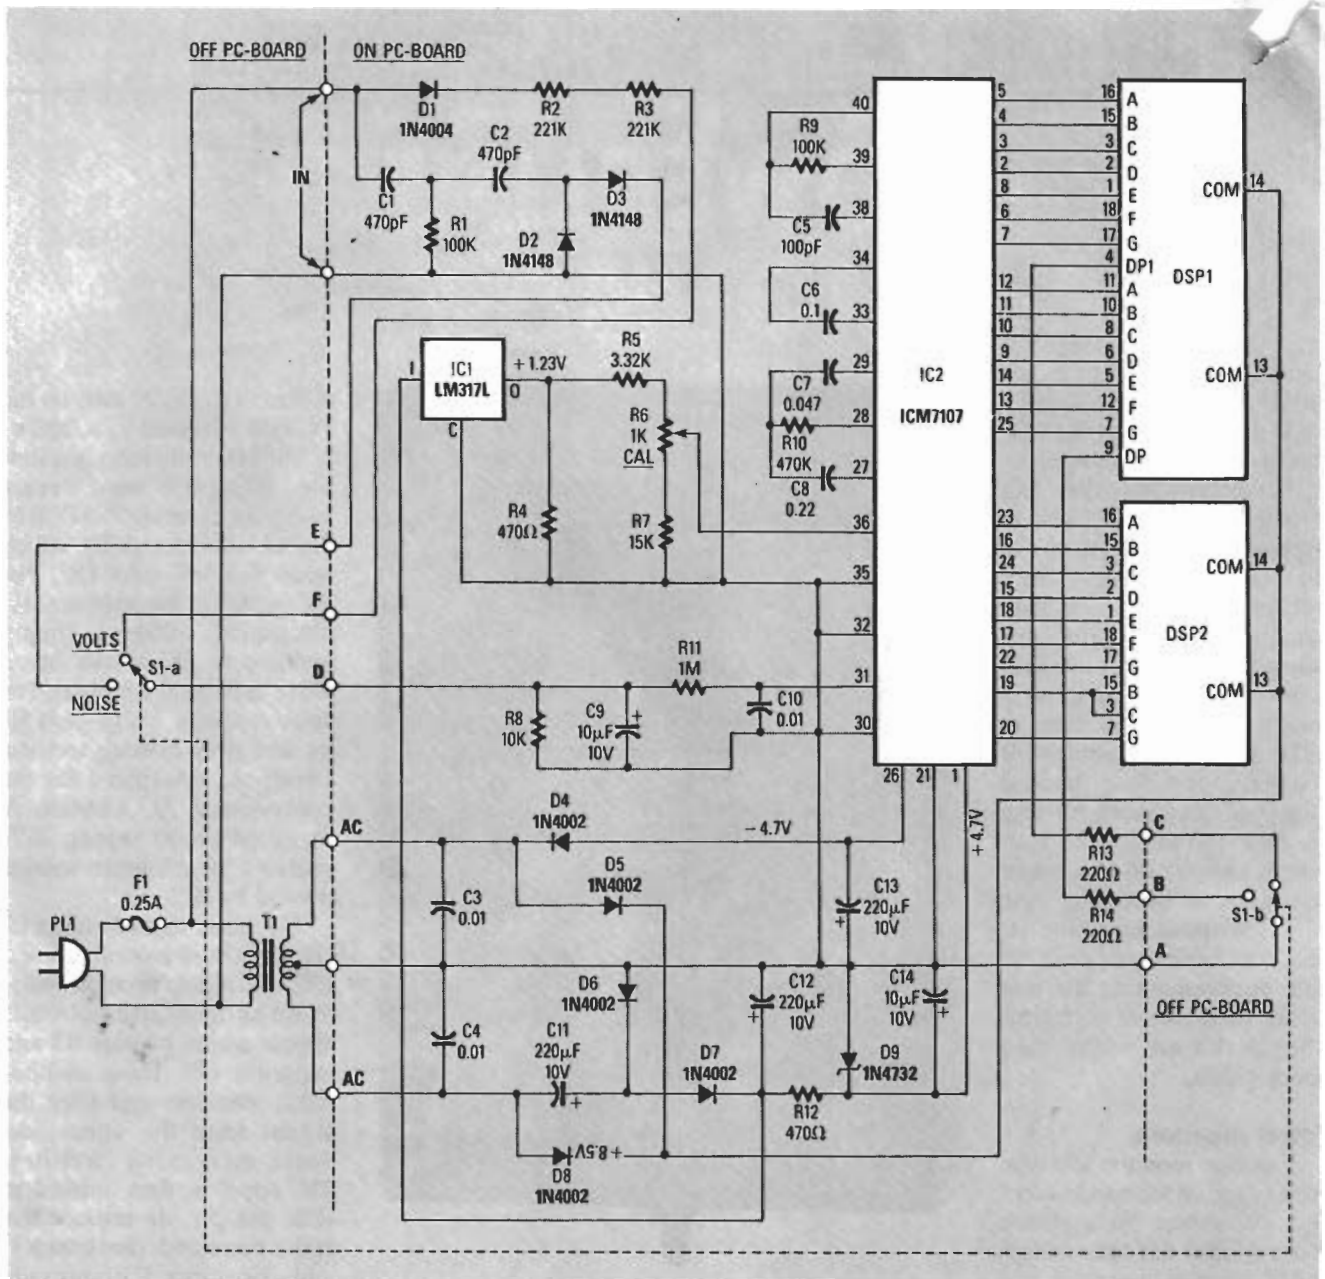 OFF PC-BOARD
ON PC-BOARD
IN
D1
1N4004
R2
221K
R3
221K
C1
470pF
C2
470pF
R1
100K
D2
1N4148
D3
1N4148
I
IC1
LM317L
O
C
+1.23V
R5
3.32K
R6
1K
CAL
R4
470Ω
R7
15K
E
F
D
VOLTS
S1-a
NOISE
R8
10K
C9
10μF
10V
+
R11
1M
C10
0.01
R9
100K
C5
100pF
C6
0.1
C7
0.047
R10
470K
C8
0.22
40
39
38
34
33
29
28
27
36
35
32
31
30
IC2
ICM7107
26
21
1
5
4
3
2
8
6
7
12
11
10
9
14
13
25
23
16
24
15
18
17
22
19
20
16 A
15 B
3 C
2 D
1 E
18 F
17 G
4 DP1
11 A
10 B
8 C
6 D
5 E
12 F
7 G
9 DP
COM 14
DSP1
COM 13
16 A
15 B
3 C
2 D
1 E
18 F
17 G
15 B
3 C
7 G
COM 14
DSP2
COM 13
PL1
F1
0.25A
T1
AC
AC
C3
0.01
C4
0.01
D4
1N4002
D5
1N4002
D6
1N4002
C11
220μF
10V
+
D7
1N4002
D8
1N4002
+8.5V
-4.7V
+4.7V
C13
220μF
10V
+
C12
220μF
10V
+
C14
10μF
10V
+
D9
1N4732
R12
470Ω
R13
220Ω
R14
220Ω
C
B
A
S1-b
OFF PC-BOARD